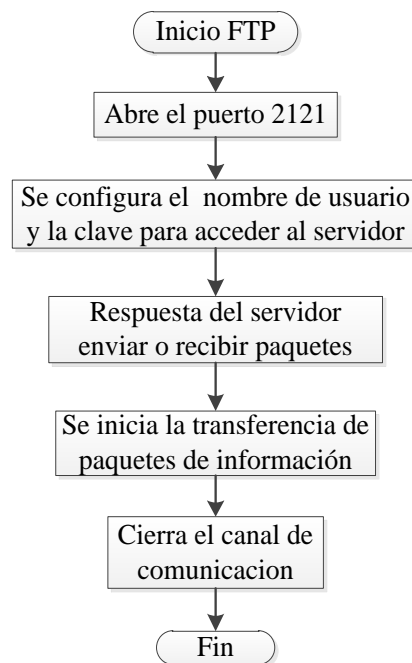 Inicio FTP
Abre el puerto 2121
Se configura el nombre de usuario
y la clave para acceder al servidor
Respuesta del servidor
enviar o recibir paquetes
Se inicia la transferencia de
paquetes de información
Cierra el canal de
comunicacion
Fin